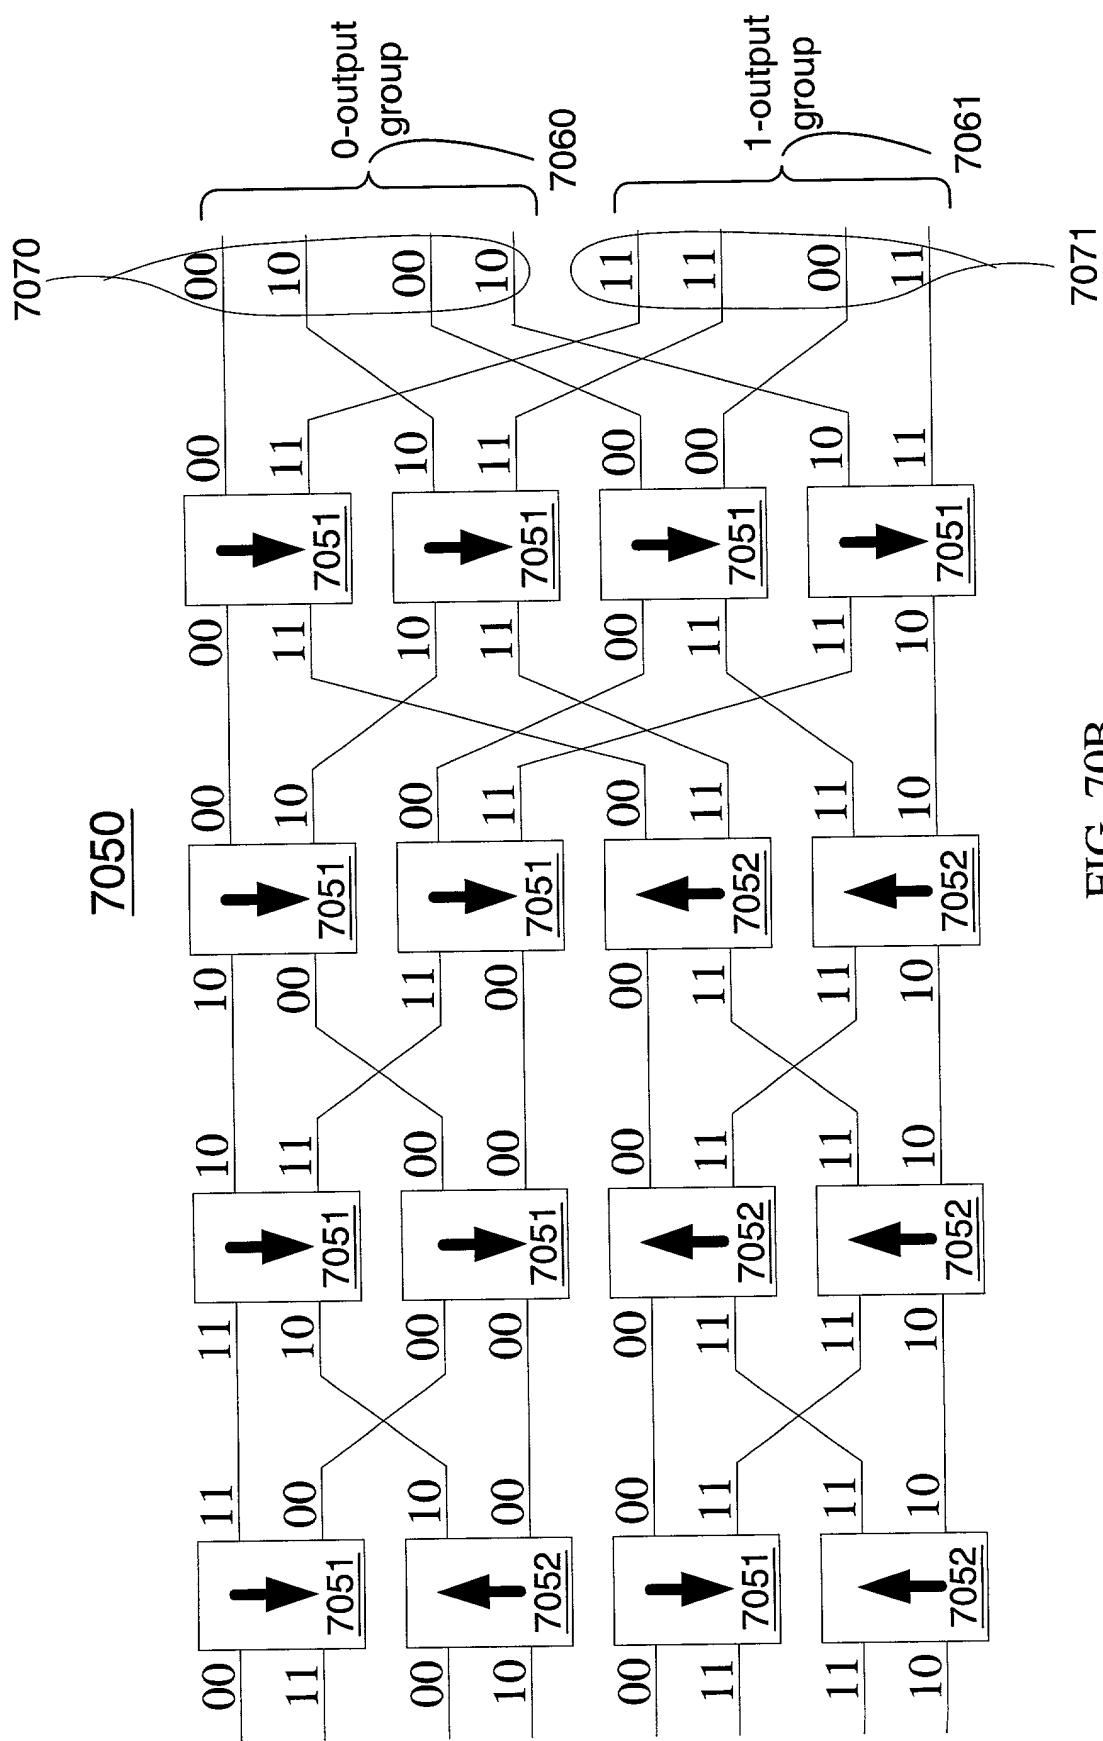 7070
7050
00 11 11 10 10 00 00 00 00
11 00 10 11 00 10 11 11 10
7051 7051 7051 7051
0-output
group
00 10 00 00 11 00 10 10 00
10 00 00 00 00 11 11 11 10
7052 7051 7051 7051
7060
00 00 00 00 00 00 00 00 11
11 11 11 11 11 11 11 00 11
7051 7052 7052 7051
1-output
group
11 11 11 11 11 11 11 10 00
10 10 10 10 10 10 10 11 11
7052 7052 7052 7051
7061
7071
FIG. 70B